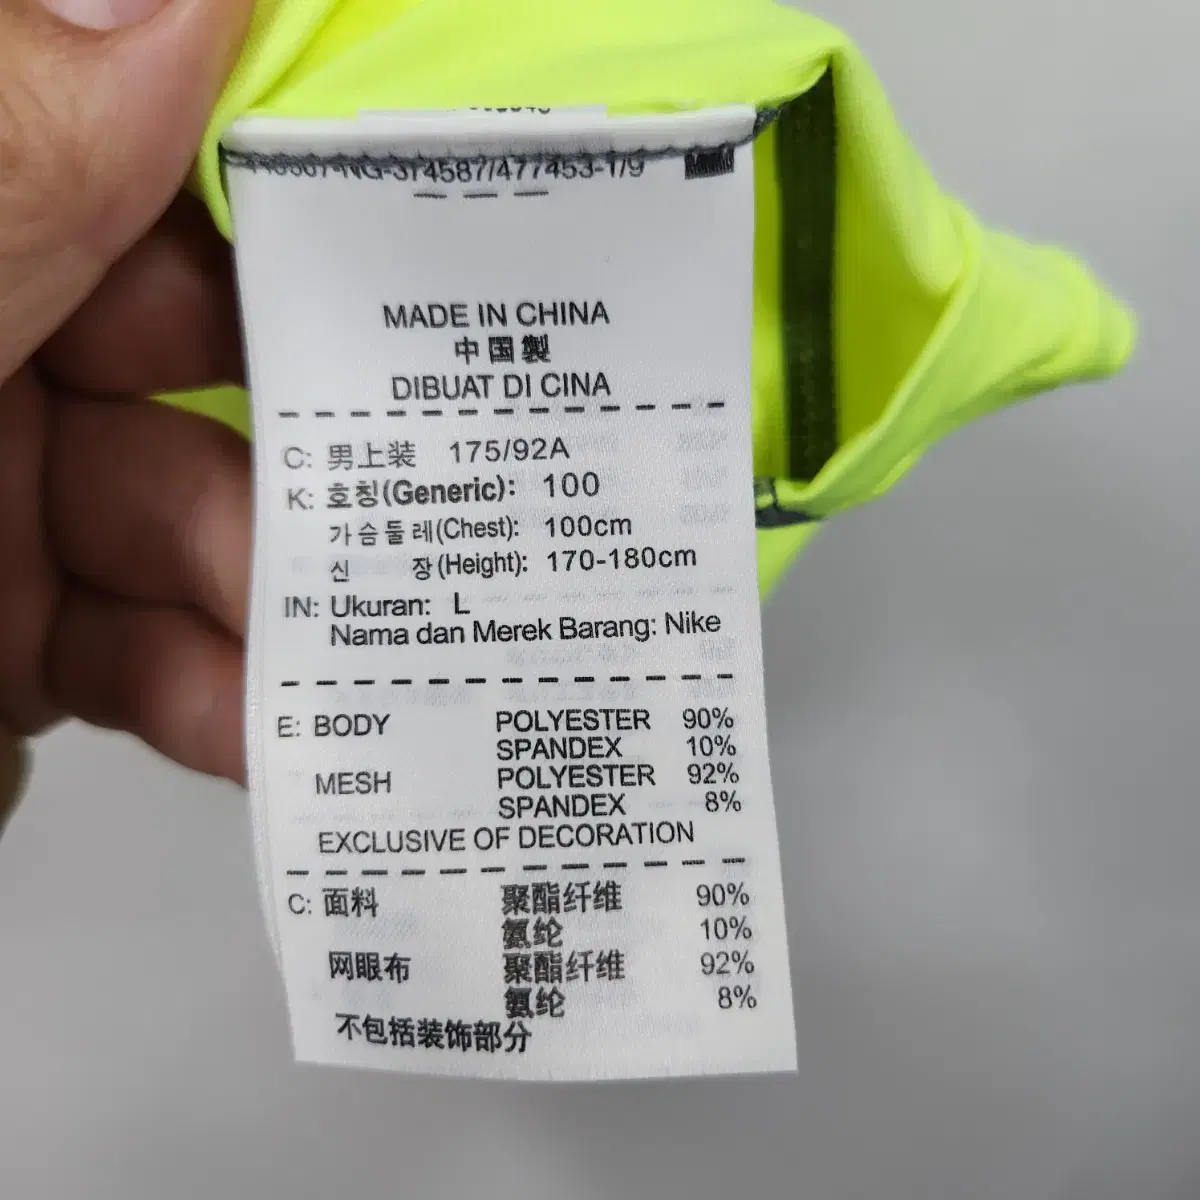 374587/477453-1/9
MADE IN CHINA
中国製
DIBUAT DI CINA
C: 男上装 175/92A
K: 호칭(Generic): 100
가슴둘레(Chest): 100cm
신 장(Height): 170-180cm
IN: Ukuran: L
Nama dan Merek Barang: Nike
E: BODY POLYESTER 90%
SPANDEX 10%
MESH POLYESTER 92%
SPANDEX 8%
EXCLUSIVE OF DECORATION
C: 面料 聚酯纤维 90%
氨纶 10%
网眼布 聚酯纤维 92%
氨纶 8%
不包括装饰部分